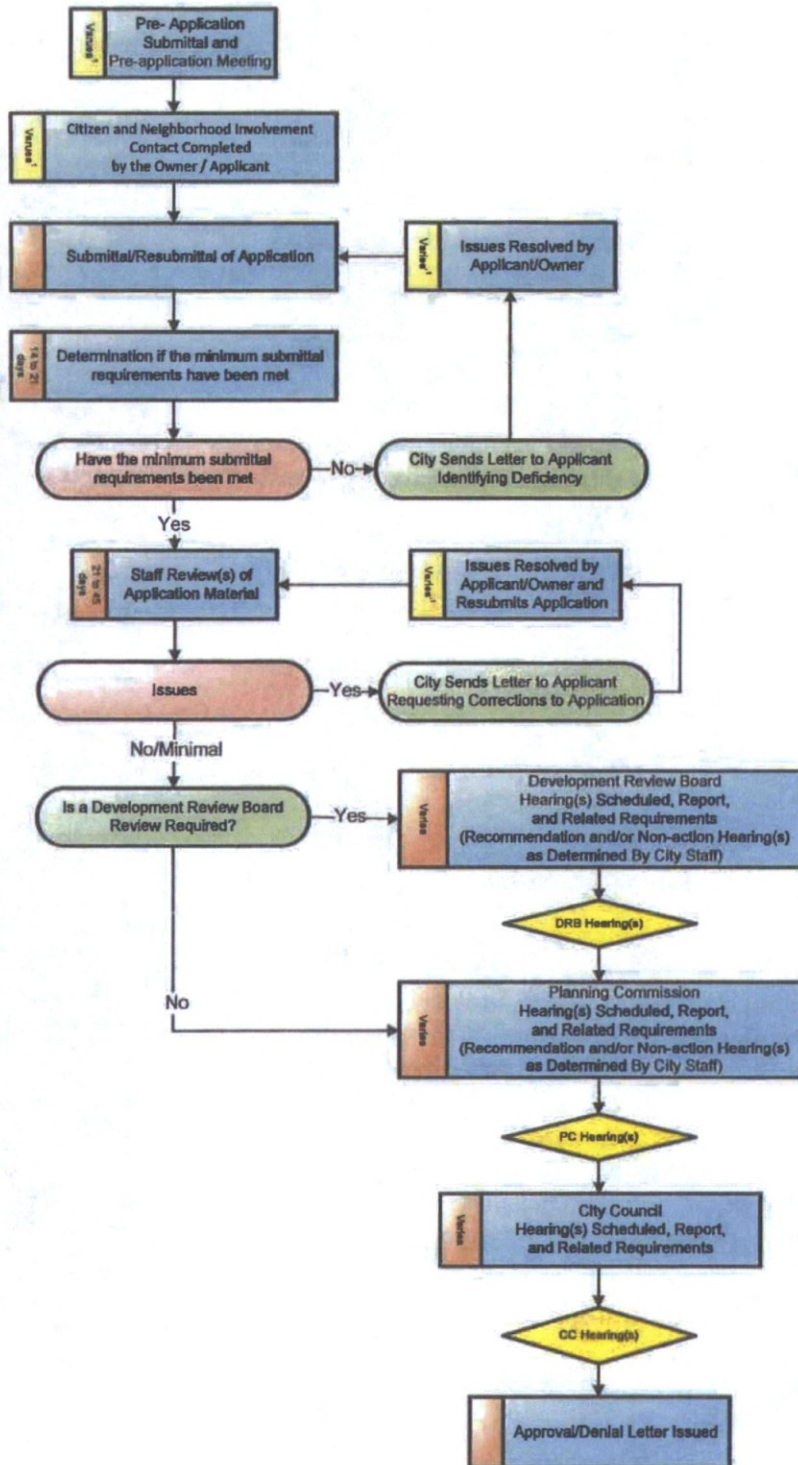 Pre- Application
Submittal and
Pre-application Meeting
Varies¹
Citizen and Neighborhood Involvement
Contact Completed
by the Owner / Applicant
Varies¹
Submittal/Resubmittal of Application
Issues Resolved by
Applicant/Owner
Varies¹
Determination if the minimum submittal
requirements have been met
14 to 21
days
Have the minimum submittal
requirements been met
No
City Sends Letter to Applicant
Identifying Deficiency
Yes
Staff Review(s) of
Application Material
21 to 45
days
Issues Resolved by
Applicant/Owner and
Resubmits Application
Varies¹
Issues
Yes
City Sends Letter to Applicant
Requesting Corrections to Application
No/Minimal
Is a Development Review Board
Review Required?
Yes
Development Review Board
Hearing(s) Scheduled, Report,
and Related Requirements
(Recommendation and/or Non-action Hearing(s)
as Determined By City Staff)
Varies
DRB Hearing(s)
No
Planning Commission
Hearing(s) Scheduled, Report,
and Related Requirements
(Recommendation and/or Non-action Hearing(s)
as Determined By City Staff)
Varies
PC Hearing(s)
City Council
Hearing(s) Scheduled, Report,
and Related Requirements
Varies
CC Hearing(s)
Approval/Denial Letter Issued